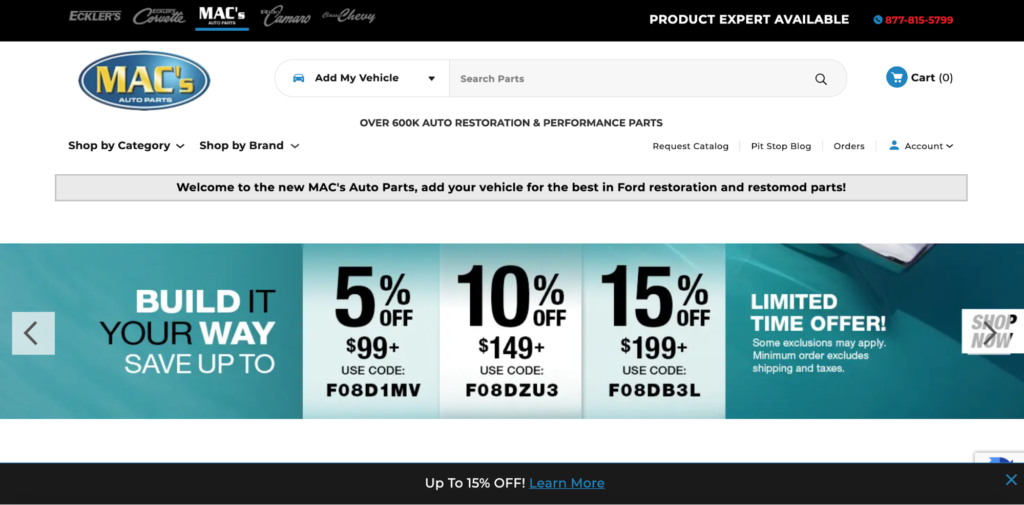 ECKLER'S
ECKLER'S Corvette
MAC's AUTO PARTS
Camaro
Classic Chevy
PRODUCT EXPERT AVAILABLE
877-815-5799
MAC's
AUTO PARTS
Add My Vehicle
Search Parts
Cart (0)
OVER 600K AUTO RESTORATION & PERFORMANCE PARTS
Shop by Category
Shop by Brand
Request Catalog
Pit Stop Blog
Orders
Account
Welcome to the new MAC's Auto Parts, add your vehicle for the best in Ford restoration and restomod parts!
BUILD IT
YOUR WAY
SAVE UP TO
5% OFF
$99+
USE CODE:
F08D1MV
10% OFF
$149+
USE CODE:
F08DZU3
15% OFF
$199+
USE CODE:
F08DB3L
LIMITED
TIME OFFER!
Some exclusions may apply.
Minimum order excludes
shipping and taxes.
SHOP
NOW
Up To 15% OFF! Learn More